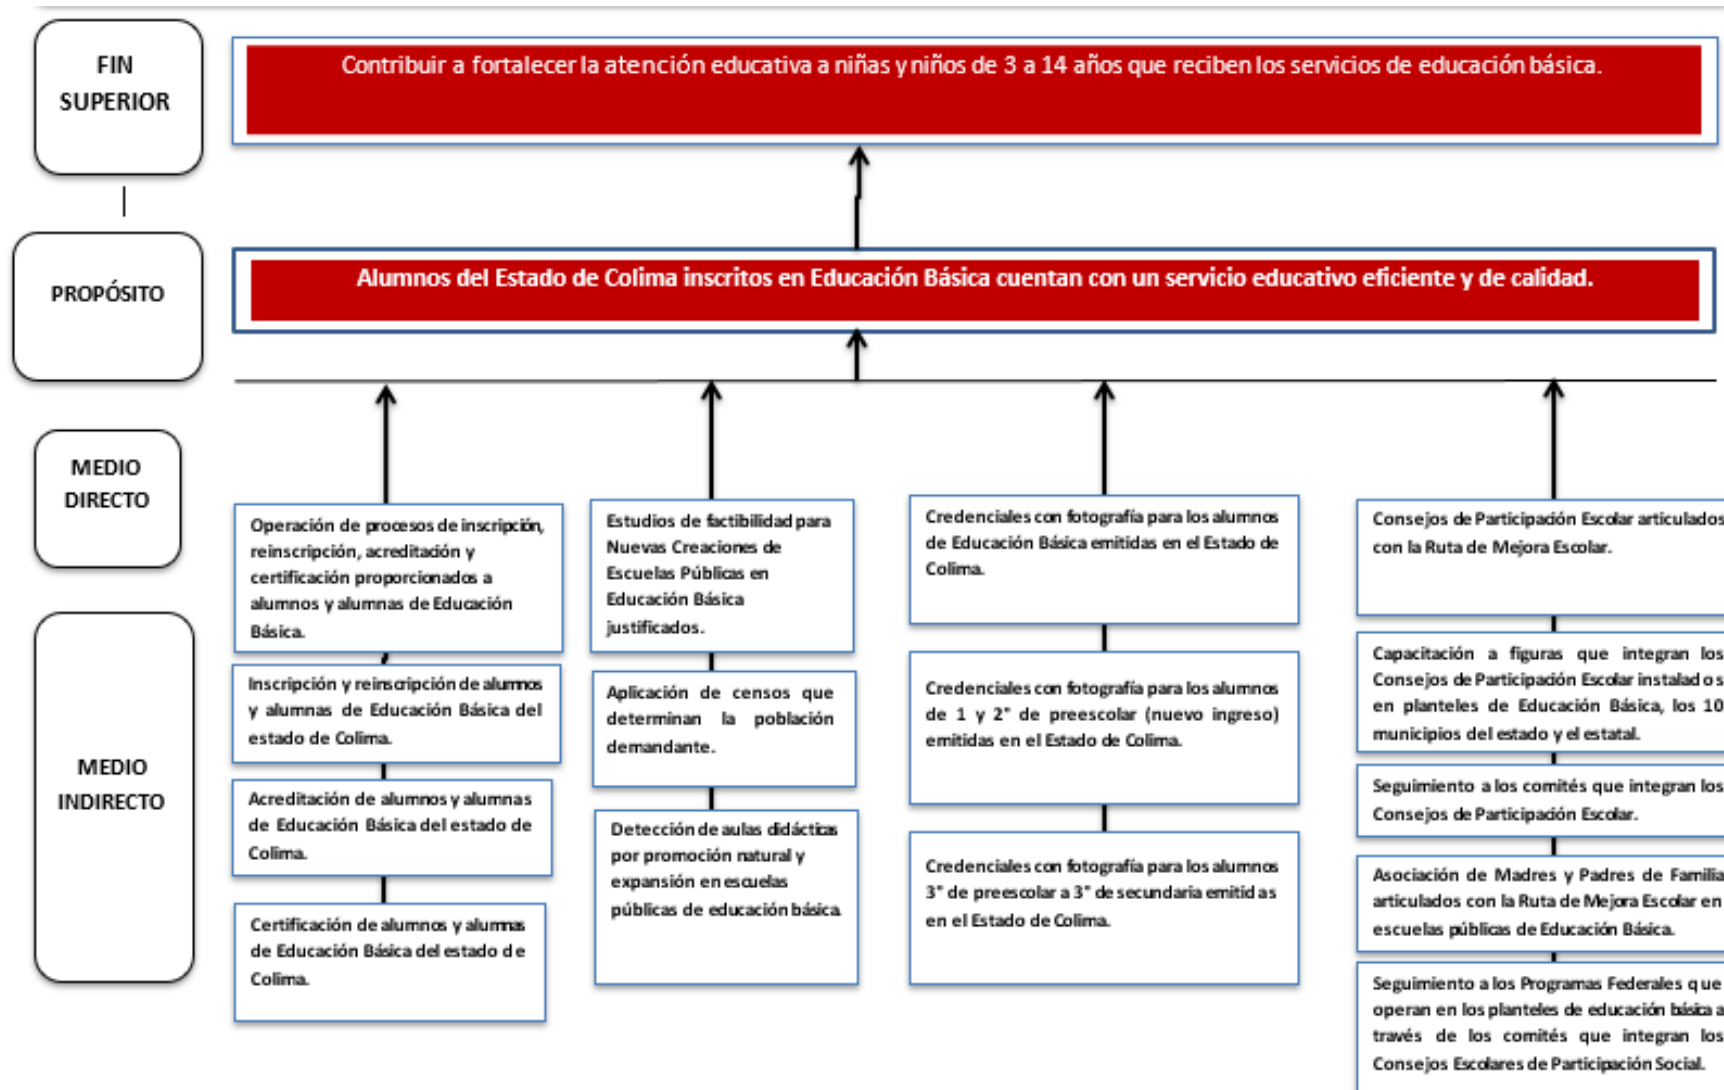 FIN
SUPERIOR
Contribuir a fortalecer la atención educativa a niñas y niños de 3 a 14 años que reciben los servicios de educación básica.
PROPÓSITO
Alumnos del Estado de Colima inscritos en Educación Básica cuentan con un servicio educativo eficiente y de calidad.
MEDIO
DIRECTO
Operación de procesos de inscripción,
reinscripción, acreditación y
certificación proporcionados a
alumnos y alumnas de Educación
Básica.
Estudios de factibilidad para
Nuevas Creaciones de
Escuelas Públicas en
Educación Básica
justificados.
Credenciales con fotografía para los alumnos
de Educación Básica emitidas en el Estado de
Colima.
Consejos de Participación Escolar articulados
con la Ruta de Mejora Escolar.
MEDIO
INDIRECTO
Inscripción y reinscripción de alumnos
y alumnas de Educación Básica del
estado de Colima.
Acreditación de alumnos y alumnas
de Educación Básica del estado de
Colima.
Certificación de alumnos y alumnas
de Educación Básica del estado de
Colima.
Aplicación de censos que
determinan la población
demandante.
Detección de aulas didácticas
por promoción natural y
expansión en escuelas
públicas de educación básica.
Credenciales con fotografía para los alumnos
de 1 y 2° de preescolar (nuevo ingreso)
emitidas en el Estado de Colima.
Credenciales con fotografía para los alumnos
3° de preescolar a 3° de secundaria emitidas
en el Estado de Colima.
Capacitación a figuras que integran los
Consejos de Participación Escolar instalados
en planteles de Educación Básica, los 10
municipios del estado y el estatal.
Seguimiento a los comités que integran los
Consejos de Participación Escolar.
Asociación de Madres y Padres de Familia
articulados con la Ruta de Mejora Escolar en
escuelas públicas de Educación Básica.
Seguimiento a los Programas Federales que
operan en los planteles de educación básica a
través de los comités que integran los
Consejos Escolares de Participación Social.